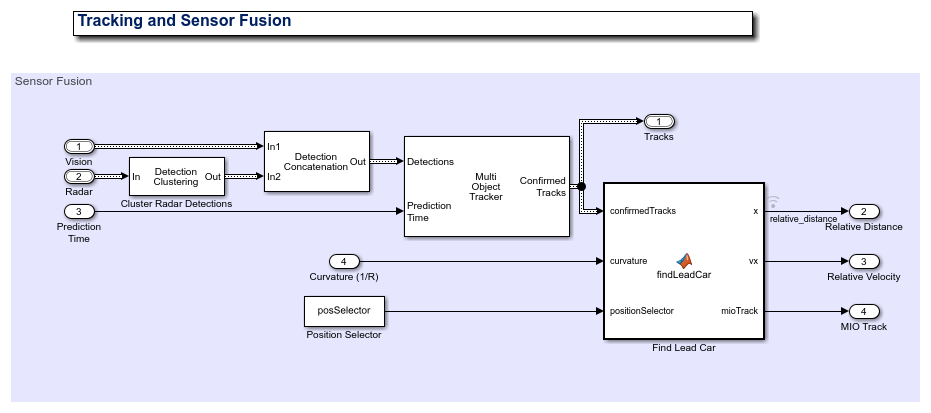 Tracking and Sensor Fusion
Sensor Fusion
1
Vision
2
Radar
3
Prediction
Time
In
Detection
Clustering
Out
Cluster Radar Detections
In1
In2
Detection
Concatenation
Out
Detections
Prediction
Time
Multi
Object
Tracker
Confirmed
Tracks
1
Tracks
4
Curvature (1/R)
posSelector
Position Selector
confirmedTracks
curvature
positionSelector
findLeadCar
x
vx
mioTrack
Find Lead Car
relative_distance
2
Relative Distance
3
Relative Velocity
4
MIO Track